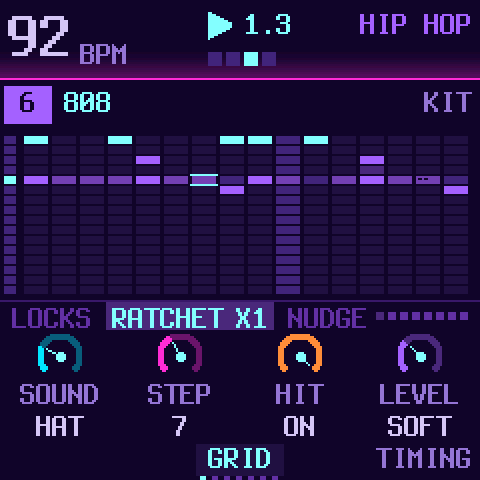 92 BPM 1.3 HIP HOP
6 808 KIT
LOCKS RATCHET X1 NUDGE
SOUND STEP HIT LEVEL
HAT 7 ON SOFT
GRID TIMING